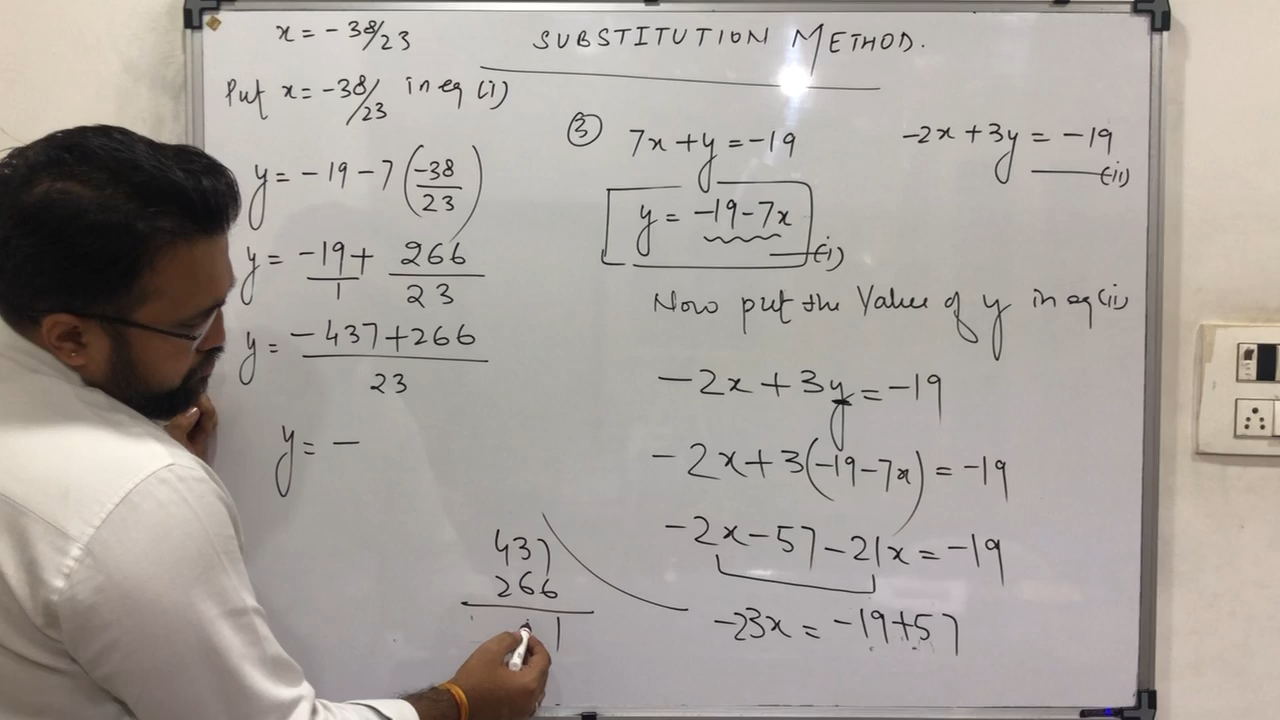 SUBSTITUTION METHOD.
③ 7x+y=-19
-2x+3y=-19
(ii)
y=-19-7x
(i)
Now put the Value of y in eq(ii)
-2x+3y=-19
-2x+3(-19-7x)=-19
-2x-57-21x=-19
-23x=-19+57
x=-38/23
Put x=-38/23 in eq (i)
y=-19-7(-38/23)
y=-19/1+266/23
y=-437+266/23
y=-
437
266
1